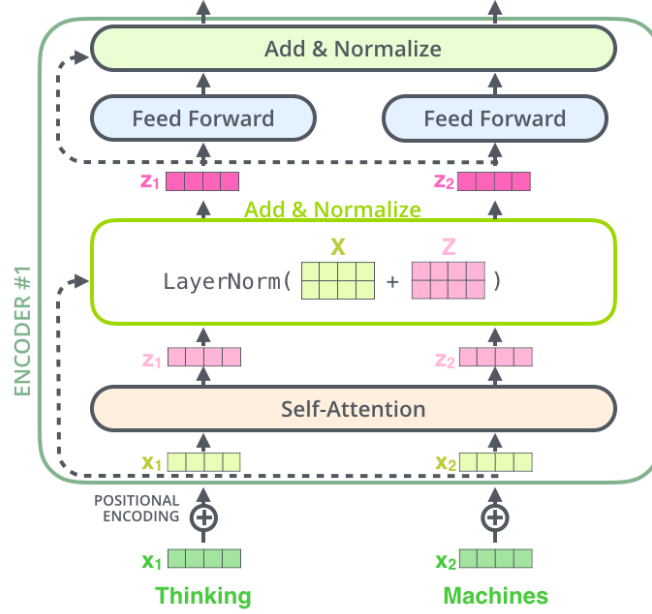 Add & Normalize
Feed Forward Feed Forward
z1 z2
Add & Normalize
X Z
LayerNorm( + )
ENCODER #1
z1 z2
Self-Attention
x1 x2
POSITIONAL
ENCODING
x1 x2
Thinking Machines